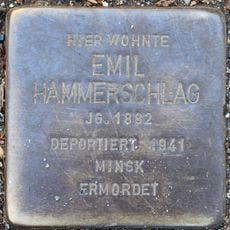 HIER WOHNTE
EMIL
HAMMERSCHLAG
JG. 1892
DEPORTIERT 1941
MINSK
ERMORDET